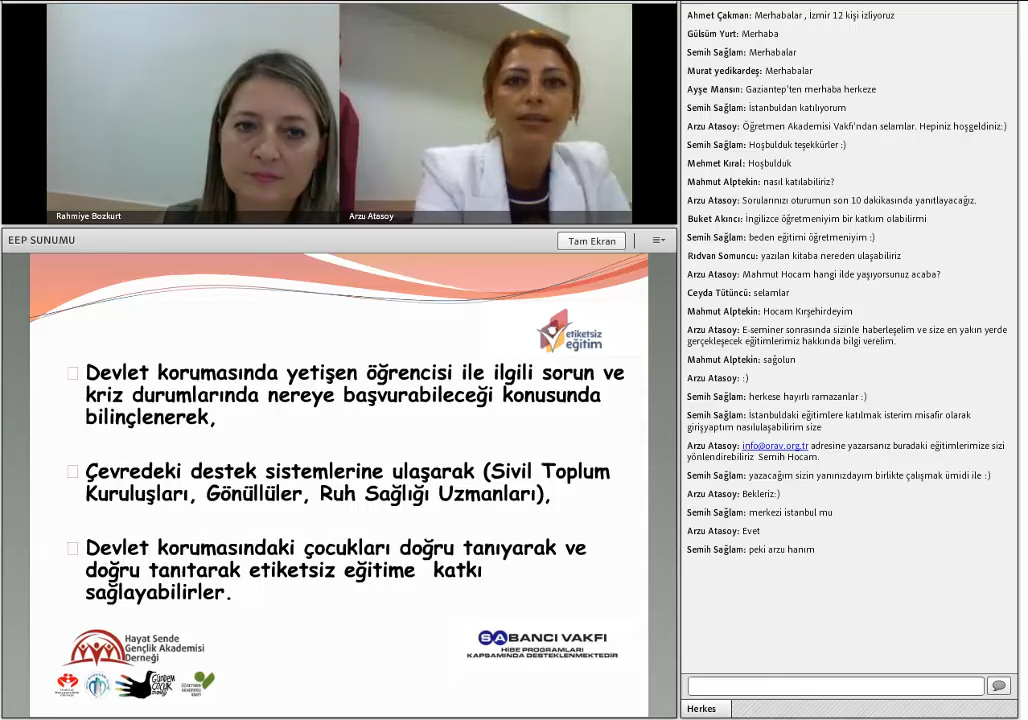 Rahmiye Bozkurt
Arzu Atasoy
EEP SUNUMU
Tam Ekran
etiketsiz
eğitim
Devlet korumasında yetişen öğrencisi ile ilgili sorun ve
kriz durumlarında nereye başvurabileceği konusunda
bilinçlenerek,
Çevredeki destek sistemlerine ulaşarak (Sivil Toplum
Kuruluşları, Gönüllüler, Ruh Sağlığı Uzmanları),
Devlet korumasındaki çocukları doğru tanıyarak ve
doğru tanıtarak etiketsiz eğitime katkı
sağlayabilirler.
Hayat Sende
Gençlik Akademisi
Derneği
Gündem
Çocuk
SABANCI VAKFI
HİBE PROGRAMLARI
KAPSAMINDA DESTEKLENMEKTEDİR
Ahmet Çakman: Merhabalar , İzmir 12 kişi izliyoruz
Gülsüm Yurt: Merhaba
Semih Sağlam: Merhabalar
Murat yedikardeş: Merhabalar
Ayşe Mansın: Gaziantep'ten merhaba herkeze
Semih Sağlam: İstanbuldan katılıyorum
Arzu Atasoy: Öğretmen Akademisi Vakfı'ndan selamlar. Hepiniz hoşgeldiniz:)
Semih Sağlam: Hoşbulduk teşekkürler :)
Mehmet Kıral: Hoşbulduk
Mahmut Alptekin: nasıl katılabiliriz?
Arzu Atasoy: Sorularınızı oturumun son 10 dakikasında yanıtlayacağız.
Buket Akıncı: İngilizce öğretmeniyim bir katkım olabilirmi
Semih Sağlam: beden eğitimi öğretmeniyim :)
Rıdvan Somuncu: yazılan kitaba nereden ulaşabiliriz
Arzu Atasoy: Mahmut Hocam hangi ilde yaşıyorsunuz acaba?
Ceyda Tütüncü: selamlar
Mahmut Alptekin: Hocam Kırşehirdeyim
Arzu Atasoy: E-seminer sonrasında sizinle haberleşelim ve size en yakın yerde
gerçekleşecek eğitimlerimiz hakkında bilgi verelim.
Mahmut Alptekin: sağolun
Arzu Atasoy: :)
Semih Sağlam: herkese hayırlı ramazanlar :)
Semih Sağlam: İstanbuldaki eğitimlere katılmak isterim misafir olarak
girişyaptım nasılulaşabilirim size
Arzu Atasoy: info@orav.org.tr adresine yazarsanız buradaki eğitimlerimize sizi
yönlendirebiliriz Semih Hocam.
Semih Sağlam: yazacağım sizin yanınızdayım birlikte çalışmak ümidi ile :)
Arzu Atasoy: Bekleriz:)
Semih Sağlam: merkezi istanbul mu
Arzu Atasoy: Evet
Semih Sağlam: peki arzu hanım
Herkes